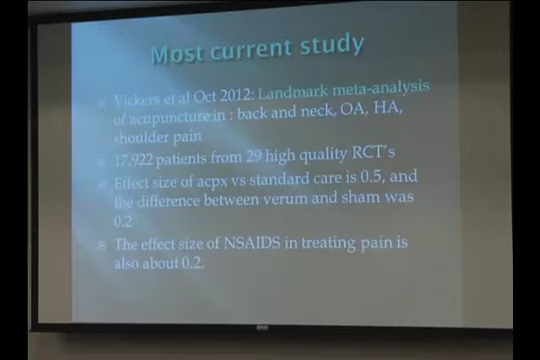 Most current study
Vickers et al Oct 2012: Landmark meta-analysis
of acupuncture in : back and neck, OA, HA,
shoulder pain
17,922 patients from 29 high quality RCT's
Effect size of acpx vs standard care is 0.5, and
the difference between verum and sham was
0.2.
The effect size of NSAIDS in treating pain is
also about 0.2.